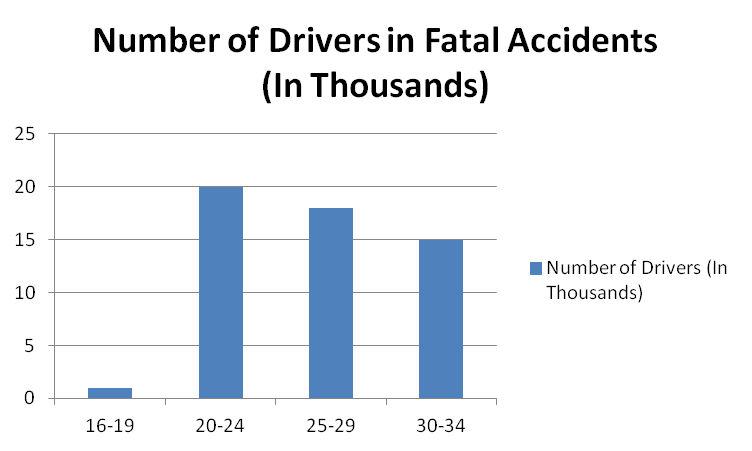 Number of Drivers in Fatal Accidents
(In Thousands)
25
20
15
10
5
0
16-19
20-24
25-29
30-34
Number of Drivers (In
Thousands)